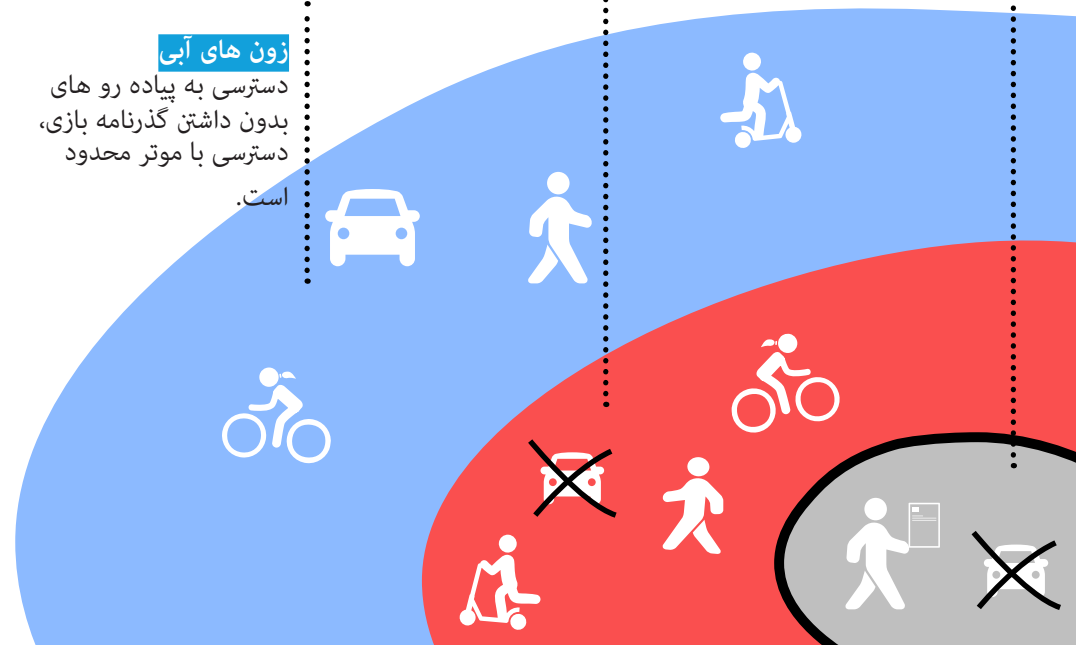 زون های آبی
دسترسی به پیاده رو های
بدون داشتن گذرنامه بازی،
دسترسی با موتر محدود
است.